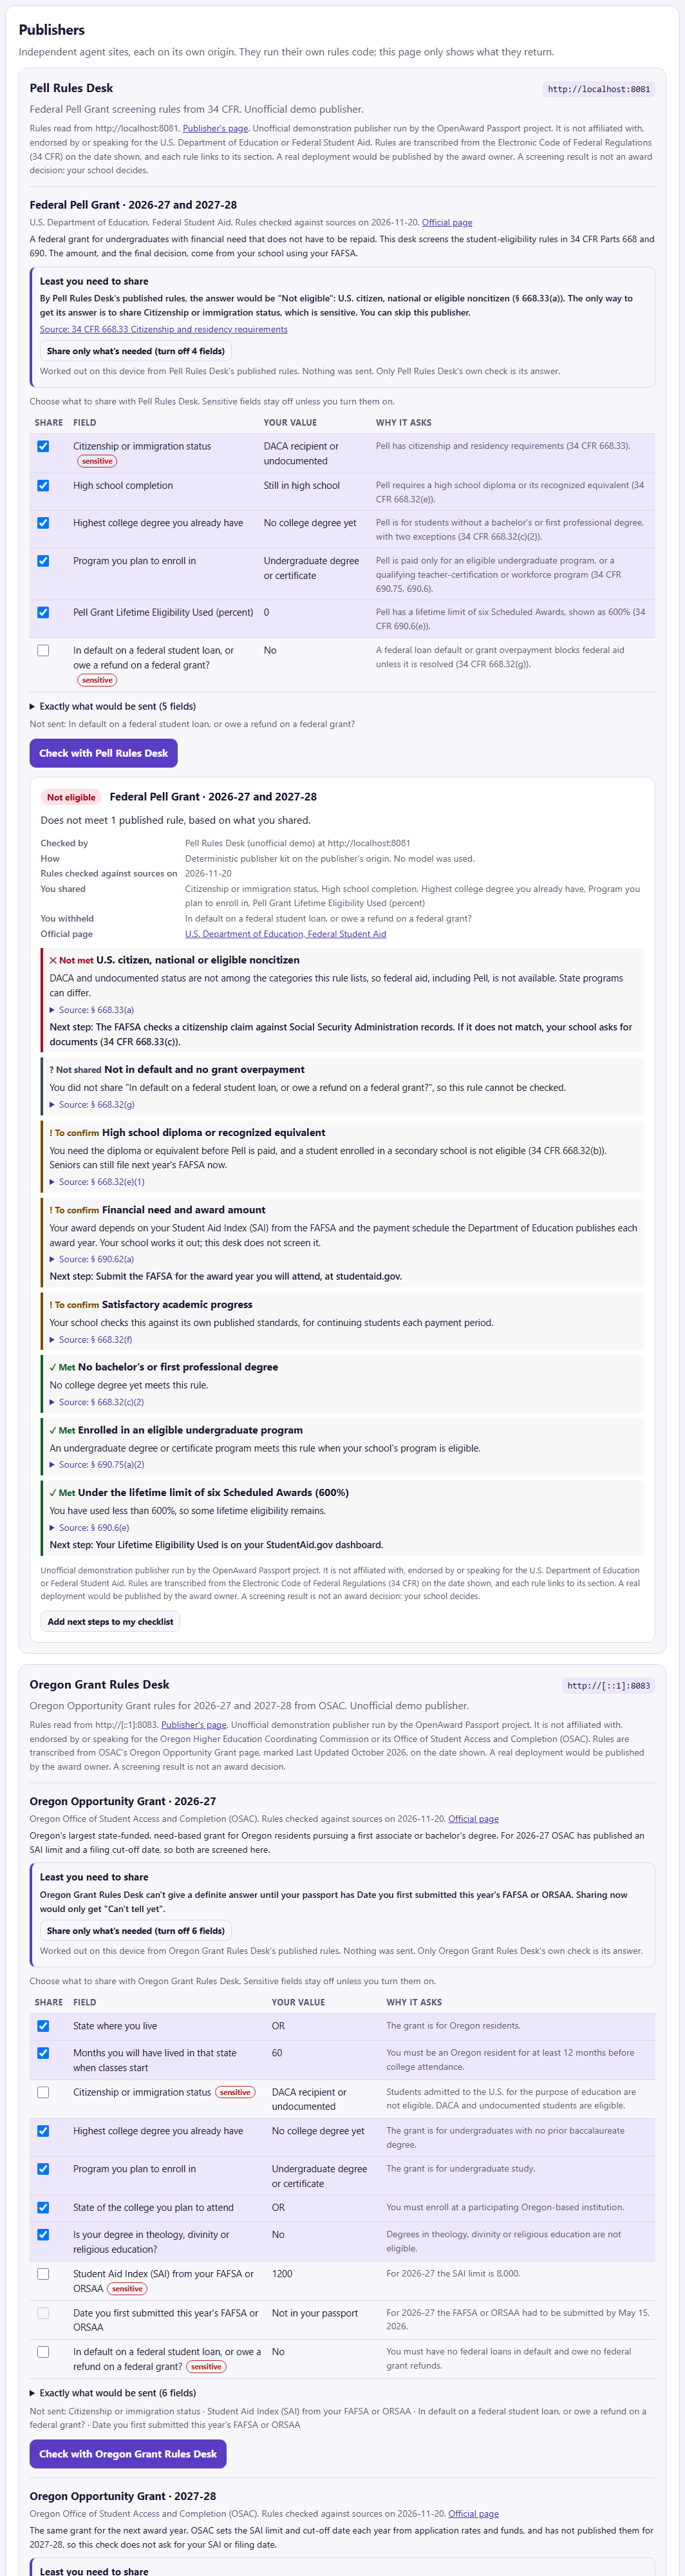 Publishers
Independent agent sites, each on its own origin. They run their own rules code; this page only shows what they return.
Pell Rules Desk
http://localhost:8081
Federal Pell Grant screening rules from 34 CFR. Unofficial demo publisher.
Rules read from http://localhost:8081. Publisher's page. Unofficial demonstration publisher run by the OpenAward Passport project. It is not affiliated with,
endorsed by or speaking for the U.S. Department of Education or Federal Student Aid. Rules are transcribed from the Electronic Code of Federal Regulations
(34 CFR) on the date shown, and each rule links to its section. A real deployment would be published by the award owner. A screening result is not an award
decision: your school decides.
Federal Pell Grant · 2026-27 and 2027-28
U.S. Department of Education, Federal Student Aid. Rules checked against sources on 2026-11-20. Official page
A federal grant for undergraduates with financial need that does not have to be repaid. This desk screens the student-eligibility rules in 34 CFR Parts 668 and
690. The amount, and the final decision, come from your school using your FAFSA.
Least you need to share
By Pell Rules Desk's published rules, the answer would be "Not eligible": U.S. citizen, national or eligible noncitizen (§ 668.33(a)). The only way to
get its answer is to share Citizenship or immigration status, which is sensitive. You can skip this publisher.
Source: 34 CFR 668.33 Citizenship and residency requirements
Share only what's needed (turn off 4 fields)
Worked out on this device from Pell Rules Desk's published rules. Nothing was sent. Only Pell Rules Desk's own check is its answer.
Choose what to share with Pell Rules Desk. Sensitive fields stay off unless you turn them on.
SHARE FIELD YOUR VALUE WHY IT ASKS
Citizenship or immigration status DACA recipient or Pell has citizenship and residency requirements (34 CFR 668.33).
sensitive undocumented
High school completion Still in high school Pell requires a high school diploma or its recognized equivalent (34
CFR 668.32(e)).
Highest college degree you already have No college degree yet Pell is for students without a bachelor's or first professional degree,
with two exceptions (34 CFR 668.32(c)(2)).
Program you plan to enroll in Undergraduate degree Pell is paid only for an eligible undergraduate program, or a
or certificate qualifying teacher-certification or workforce program (34 CFR
690.75, 690.6).
Pell Grant Lifetime Eligibility Used (percent) 0 Pell has a lifetime limit of six Scheduled Awards, shown as 600% (34
CFR 690.6(e)).
In default on a federal student loan, or No A federal loan default or grant overpayment blocks federal aid
owe a refund on a federal grant? unless it is resolved (34 CFR 668.32(g)).
sensitive
▶ Exactly what would be sent (5 fields)
Not sent: In default on a federal student loan, or owe a refund on a federal grant?
Check with Pell Rules Desk
Not eligible Federal Pell Grant · 2026-27 and 2027-28
Does not meet 1 published rule, based on what you shared.
Checked by Pell Rules Desk (unofficial demo) at http://localhost:8081
How Deterministic publisher kit on the publisher's origin. No model was used.
Rules checked against sources on 2026-11-20
You shared Citizenship or immigration status, High school completion, Highest college degree you already have, Program you
plan to enroll in, Pell Grant Lifetime Eligibility Used (percent)
You withheld In default on a federal student loan, or owe a refund on a federal grant?
Official page U.S. Department of Education, Federal Student Aid
✕ Not met U.S. citizen, national or eligible noncitizen
DACA and undocumented status are not among the categories this rule lists, so federal aid, including Pell, is not available. State programs
can differ.
▶ Source: § 668.33(a)
Next step: The FAFSA checks a citizenship claim against Social Security Administration records. If it does not match, your school asks for
documents (34 CFR 668.33(c)).
? Not shared Not in default and no grant overpayment
You did not share "In default on a federal student loan, or owe a refund on a federal grant?", so this rule cannot be checked.
▶ Source: § 668.32(g)
! To confirm High school diploma or recognized equivalent
You need the diploma or equivalent before Pell is paid, and a student enrolled in a secondary school is not eligible (34 CFR 668.32(b)).
Seniors can still file next year's FAFSA now.
▶ Source: § 668.32(e)(1)
! To confirm Financial need and award amount
Your award depends on your Student Aid Index (SAI) from the FAFSA and the payment schedule the Department of Education publishes each
award year. Your school works it out; this desk does not screen it.
▶ Source: § 690.62(a)
Next step: Submit the FAFSA for the award year you will attend, at studentaid.gov.
! To confirm Satisfactory academic progress
Your school checks this against its own published standards, for continuing students each payment period.
▶ Source: § 668.32(f)
✓ Met No bachelor's or first professional degree
No college degree yet meets this rule.
▶ Source: § 668.32(c)(2)
✓ Met Enrolled in an eligible undergraduate program
An undergraduate degree or certificate program meets this rule when your school's program is eligible.
▶ Source: § 690.75(a)(2)
✓ Met Under the lifetime limit of six Scheduled Awards (600%)
You have used less than 600%, so some lifetime eligibility remains.
▶ Source: § 690.6(e)
Next step: Your Lifetime Eligibility Used is on your StudentAid.gov dashboard.
Unofficial demonstration publisher run by the OpenAward Passport project. It is not affiliated with, endorsed by or speaking for the U.S. Department of Education
or Federal Student Aid. Rules are transcribed from the Electronic Code of Federal Regulations (34 CFR) on the date shown, and each rule links to its section. A real
deployment would be published by the award owner. A screening result is not an award decision: your school decides.
Add next steps to my checklist
Oregon Grant Rules Desk
http://[::1]:8083
Oregon Opportunity Grant rules for 2026-27 and 2027-28 from OSAC. Unofficial demo publisher.
Rules read from http://[::1]:8083. Publisher's page. Unofficial demonstration publisher run by the OpenAward Passport project. It is not affiliated with,
endorsed by or speaking for the Oregon Higher Education Coordinating Commission or its Office of Student Access and Completion (OSAC). Rules are
transcribed from OSAC's Oregon Opportunity Grant page, marked Last Updated October 2026, on the date shown. A real deployment would be published
by the award owner. A screening result is not an award decision.
Oregon Opportunity Grant · 2026-27
Oregon Office of Student Access and Completion (OSAC). Rules checked against sources on 2026-11-20. Official page
Oregon's largest state-funded, need-based grant for Oregon residents pursuing a first associate or bachelor's degree. For 2026-27 OSAC has published an
SAI limit and a filing cut-off date, so both are screened here.
Least you need to share
Oregon Grant Rules Desk can't give a definite answer until your passport has Date you first submitted this year's FAFSA or ORSAA. Sharing now
would only get "Can't tell yet".
Share only what's needed (turn off 6 fields)
Worked out on this device from Oregon Grant Rules Desk's published rules. Nothing was sent. Only Oregon Grant Rules Desk's own check is its answer.
Choose what to share with Oregon Grant Rules Desk. Sensitive fields stay off unless you turn them on.
SHARE FIELD YOUR VALUE WHY IT ASKS
State where you live OR The grant is for Oregon residents.
Months you will have lived in that state 60 You must be an Oregon resident for at least 12 months before
when classes start college attendance.
Citizenship or immigration status sensitive DACA recipient or Students admitted to the U.S. for the purpose of education are
undocumented not eligible. DACA and undocumented students are eligible.
Highest college degree you already have No college degree yet The grant is for undergraduates with no prior baccalaureate
degree.
Program you plan to enroll in Undergraduate degree The grant is for undergraduate study.
or certificate
State of the college you plan to attend OR You must enroll at a participating Oregon-based institution.
Is your degree in theology, divinity or No Degrees in theology, divinity or religious education are not
religious education? eligible.
Student Aid Index (SAI) from your FAFSA or 1200 For 2026-27 the SAI limit is 8,000.
ORSAA sensitive
Date you first submitted this year's FAFSA or Not in your passport For 2026-27 the FAFSA or ORSAA had to be submitted by May 15,
ORSAA 2026.
In default on a federal student loan, or owe a No You must have no federal loans in default and owe no federal
refund on a federal grant? sensitive grant refunds.
▶ Exactly what would be sent (6 fields)
Not sent: Citizenship or immigration status · Student Aid Index (SAI) from your FAFSA or ORSAA · In default on a federal student loan, or owe a refund on a
federal grant? · Date you first submitted this year's FAFSA or ORSAA
Check with Oregon Grant Rules Desk
Oregon Opportunity Grant · 2027-28
Oregon Office of Student Access and Completion (OSAC). Rules checked against sources on 2026-11-20. Official page
The same grant for the next award year. OSAC sets the SAI limit and cut-off date each year from application rates and funds, and has not published them for
2027-28, so this check does not ask for your SAI or filing date.
Least you need to share